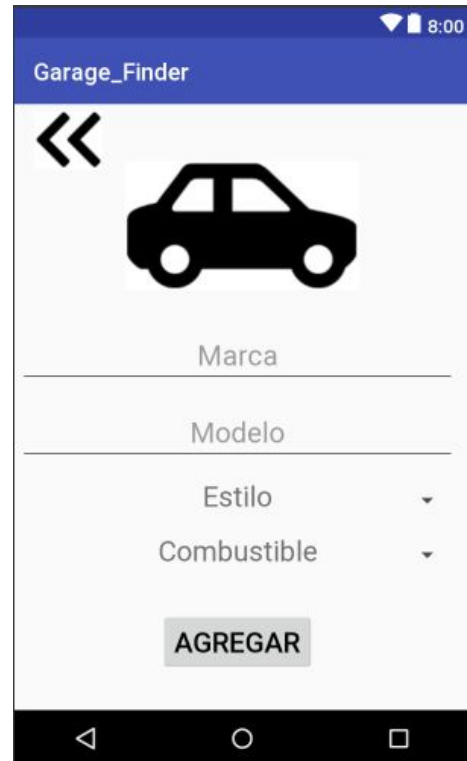 8:00
Garage_Finder
Marca
Modelo
Estilo
Combustible
AGREGAR